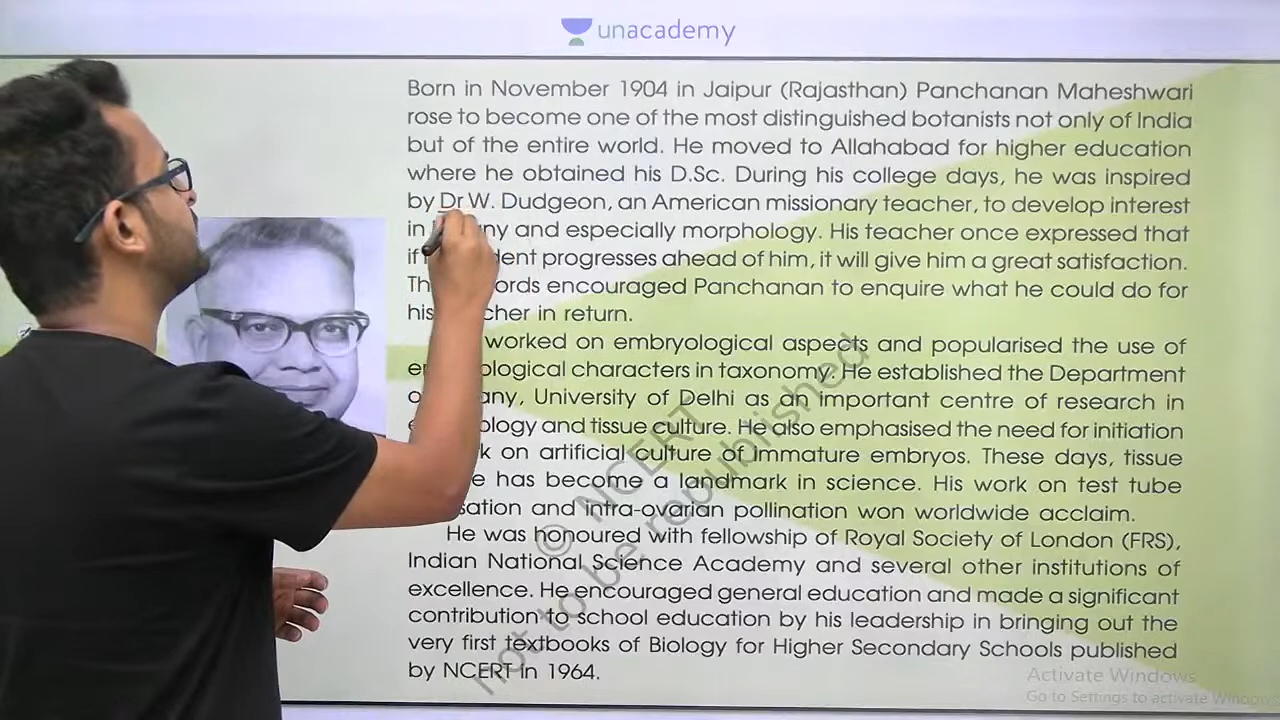 unacademy
Born in November 1904 in Jaipur (Rajasthan) Panchanan Maheshwari
rose to become one of the most distinguished botanists not only of India
but of the entire world. He moved to Allahabad for higher education
where he obtained his D.Sc. During his college days, he was inspired
by Dr W. Dudgeon, an American missionary teacher, to develop interest
in and especially morphology. His teacher once expressed that
if progresses ahead of him, it will give him a great satisfaction.
encouraged Panchanan to enquire what he could do for
his in return.
worked on embryological aspects and popularised the use of
characters in taxonomy. He established the Department
University of Delhi as an important centre of research in
and tissue culture. He also emphasised the need for initiation
on artificial culture of immature embryos. These days, tissue
has become a landmark in science. His work on test tube
and intra-ovarian pollination won worldwide acclaim.
He was honoured with fellowship of Royal Society of London (FRS),
Indian National Science Academy and several other institutions of
excellence. He encouraged general education and made a significant
contribution to school education by his leadership in bringing out the
very first textbooks of Biology for Higher Secondary Schools published
by NCERT in 1964.
© NCERT
not to be republished
Activate Windows
Go to Settings to activate Windows